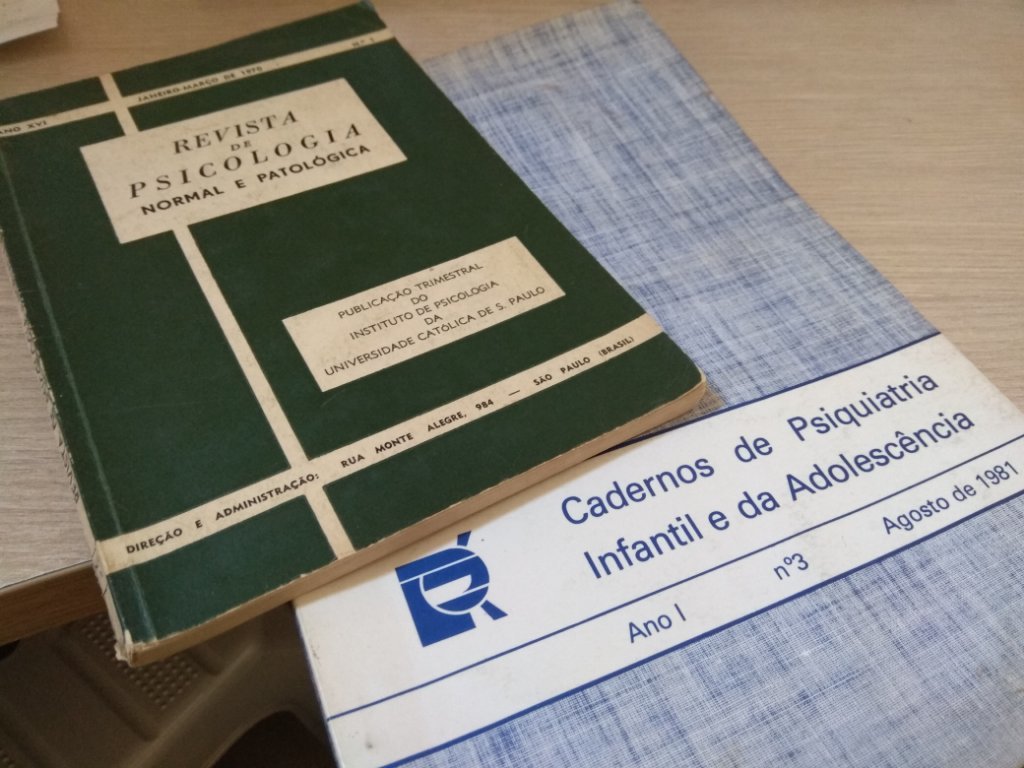 ANO XVI
JANEIRO-MARÇO DE 1970
N.º 1
REVISTA
DE
PSICOLOGIA
NORMAL E PATOLÓGICA
PUBLICAÇÃO TRIMESTRAL
DO
INSTITUTO DE PSICOLOGIA
DA
UNIVERSIDADE CATÓLICA DE S. PAULO
DIREÇÃO E ADMINISTRAÇÃO: RUA MONTE ALEGRE, 984 — SÃO PAULO (BRASIL)
Cadernos de Psiquiatria
Infantil e da Adolescência
Ano I nº3 Agosto de 1981